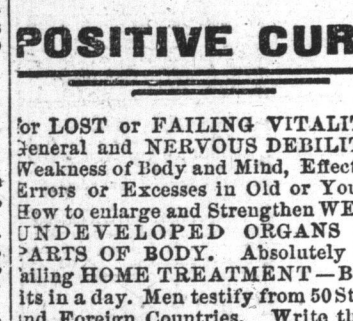 POSITIVE CUR
for LOST or FAILING VITALIT
General and NERVOUS DEBILIT
Weakness of Body and Mind, Effect
Errors or Excesses in Old or You
How to enlarge and Strengthen WE
UNDEVELOPED ORGANS
PARTS OF BODY. Absolutely
ailing HOME TREATMENT—B
its in a day. Men testify from 50 St
and Foreign Countries. Write th